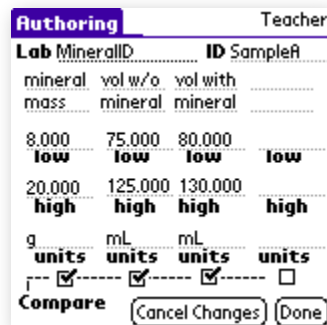 Authoring Teacher
Lab MineralID ID SampleA
mineral vol w/o vol with
mass mineral mineral
8.000 75.000 80.000
low low low low
20.000 125.000 130.000
high high high high
g mL mL
units units units units
Compare Cancel Changes Done